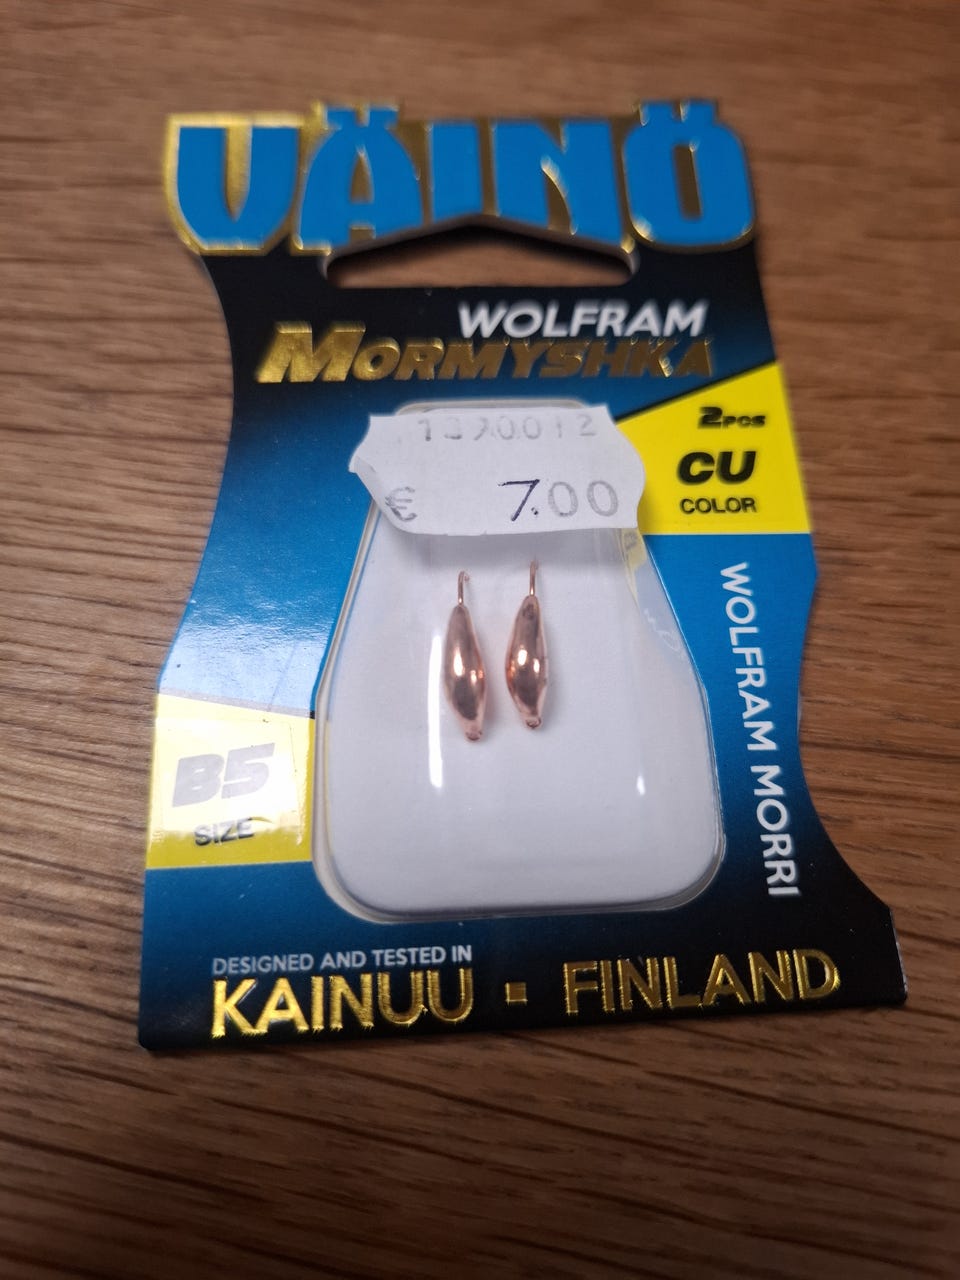 VÄINÖ
WOLFRAM
MORMYSHKA
2PCS
CU
COLOR
€ 7.00
WOLFRAM MORRI
B5
SIZE
DESIGNED AND TESTED IN
KAINUU ▪ FINLAND